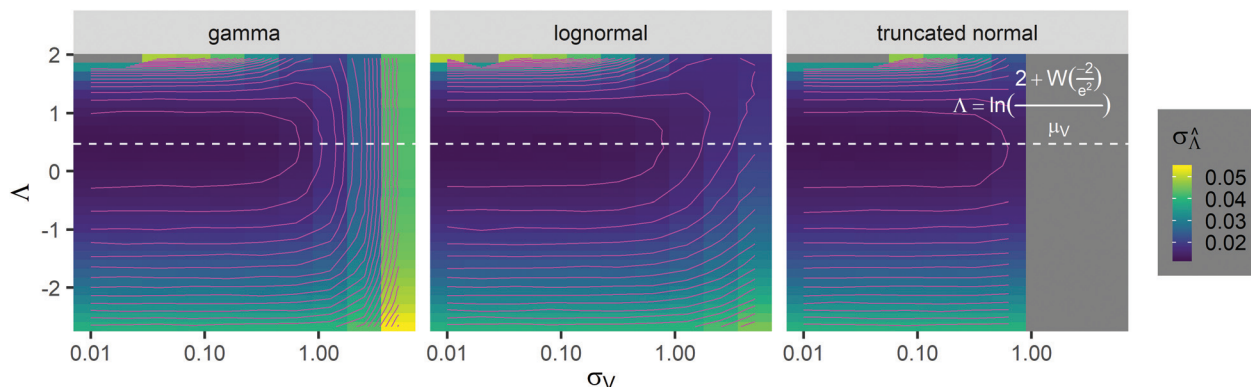 gamma lognormal truncated normal
2
1
0
-1
-2
Λ
Λ = ln(2 + W(-2/e²)/μV)
0.01 0.10 1.00 0.01 0.10 1.00 0.01 0.10 1.00
σV
σΛ̂
0.05
0.04
0.03
0.02